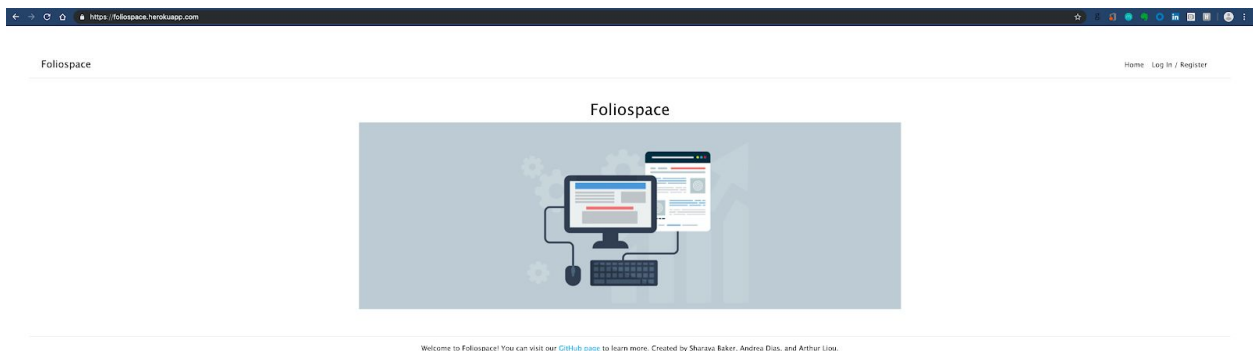 https://foliospace.herokuapp.com
Foliospace
Home Log In / Register
Foliospace
Welcome to Foliospace! You can visit our GitHub page to learn more. Created by Sharaya Baker, Andrea Dias, and Arthur Liou.